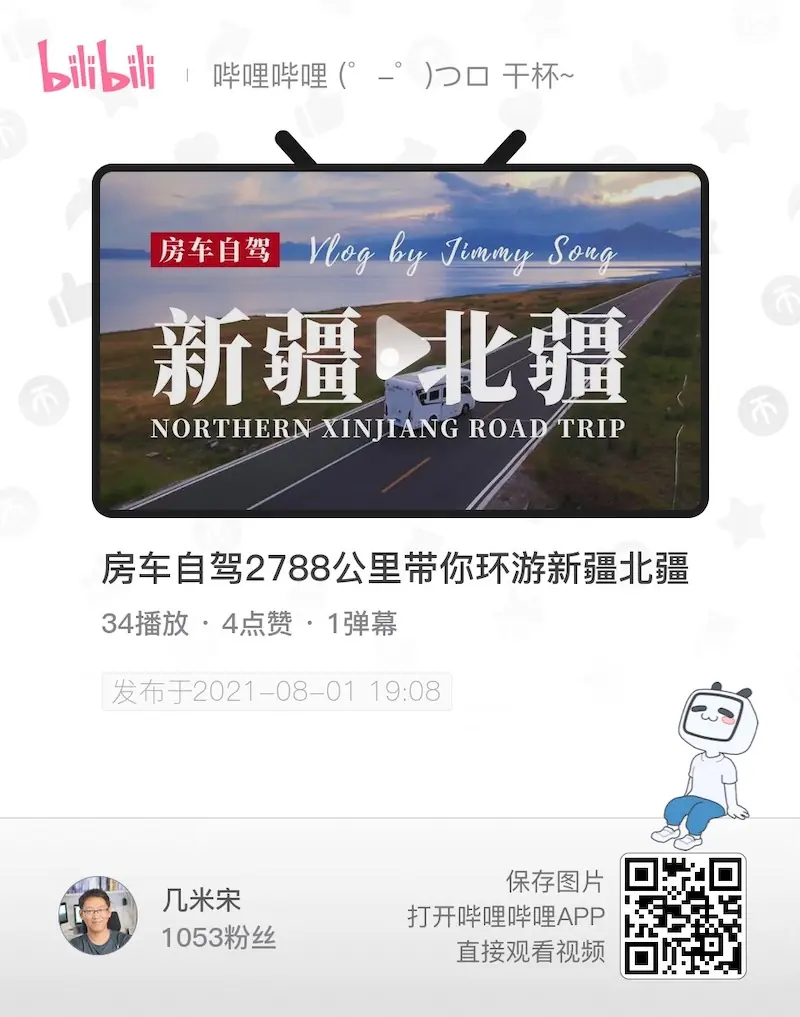 bilibili
哔哩哔哩 (゜-゜)つロ 干杯~
房车自驾 Vlog by Jimmy Song
新疆北疆
NORTHERN XINJIANG ROAD TRIP
房车自驾2788公里带你环游新疆北疆
34播放 · 4点赞 · 1弹幕
发布于2021-08-01 19:08
几米宋
1053粉丝
保存图片
打开哔哩哔哩APP
直接观看视频